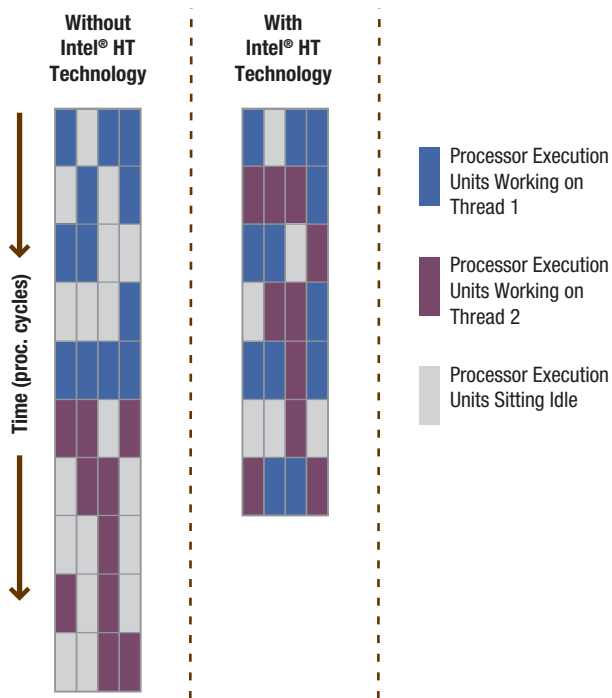 Without
Intel® HT
Technology
With
Intel® HT
Technology
Time (proc. cycles)
Processor Execution
Units Working on
Thread 1
Processor Execution
Units Working on
Thread 2
Processor Execution
Units Sitting Idle